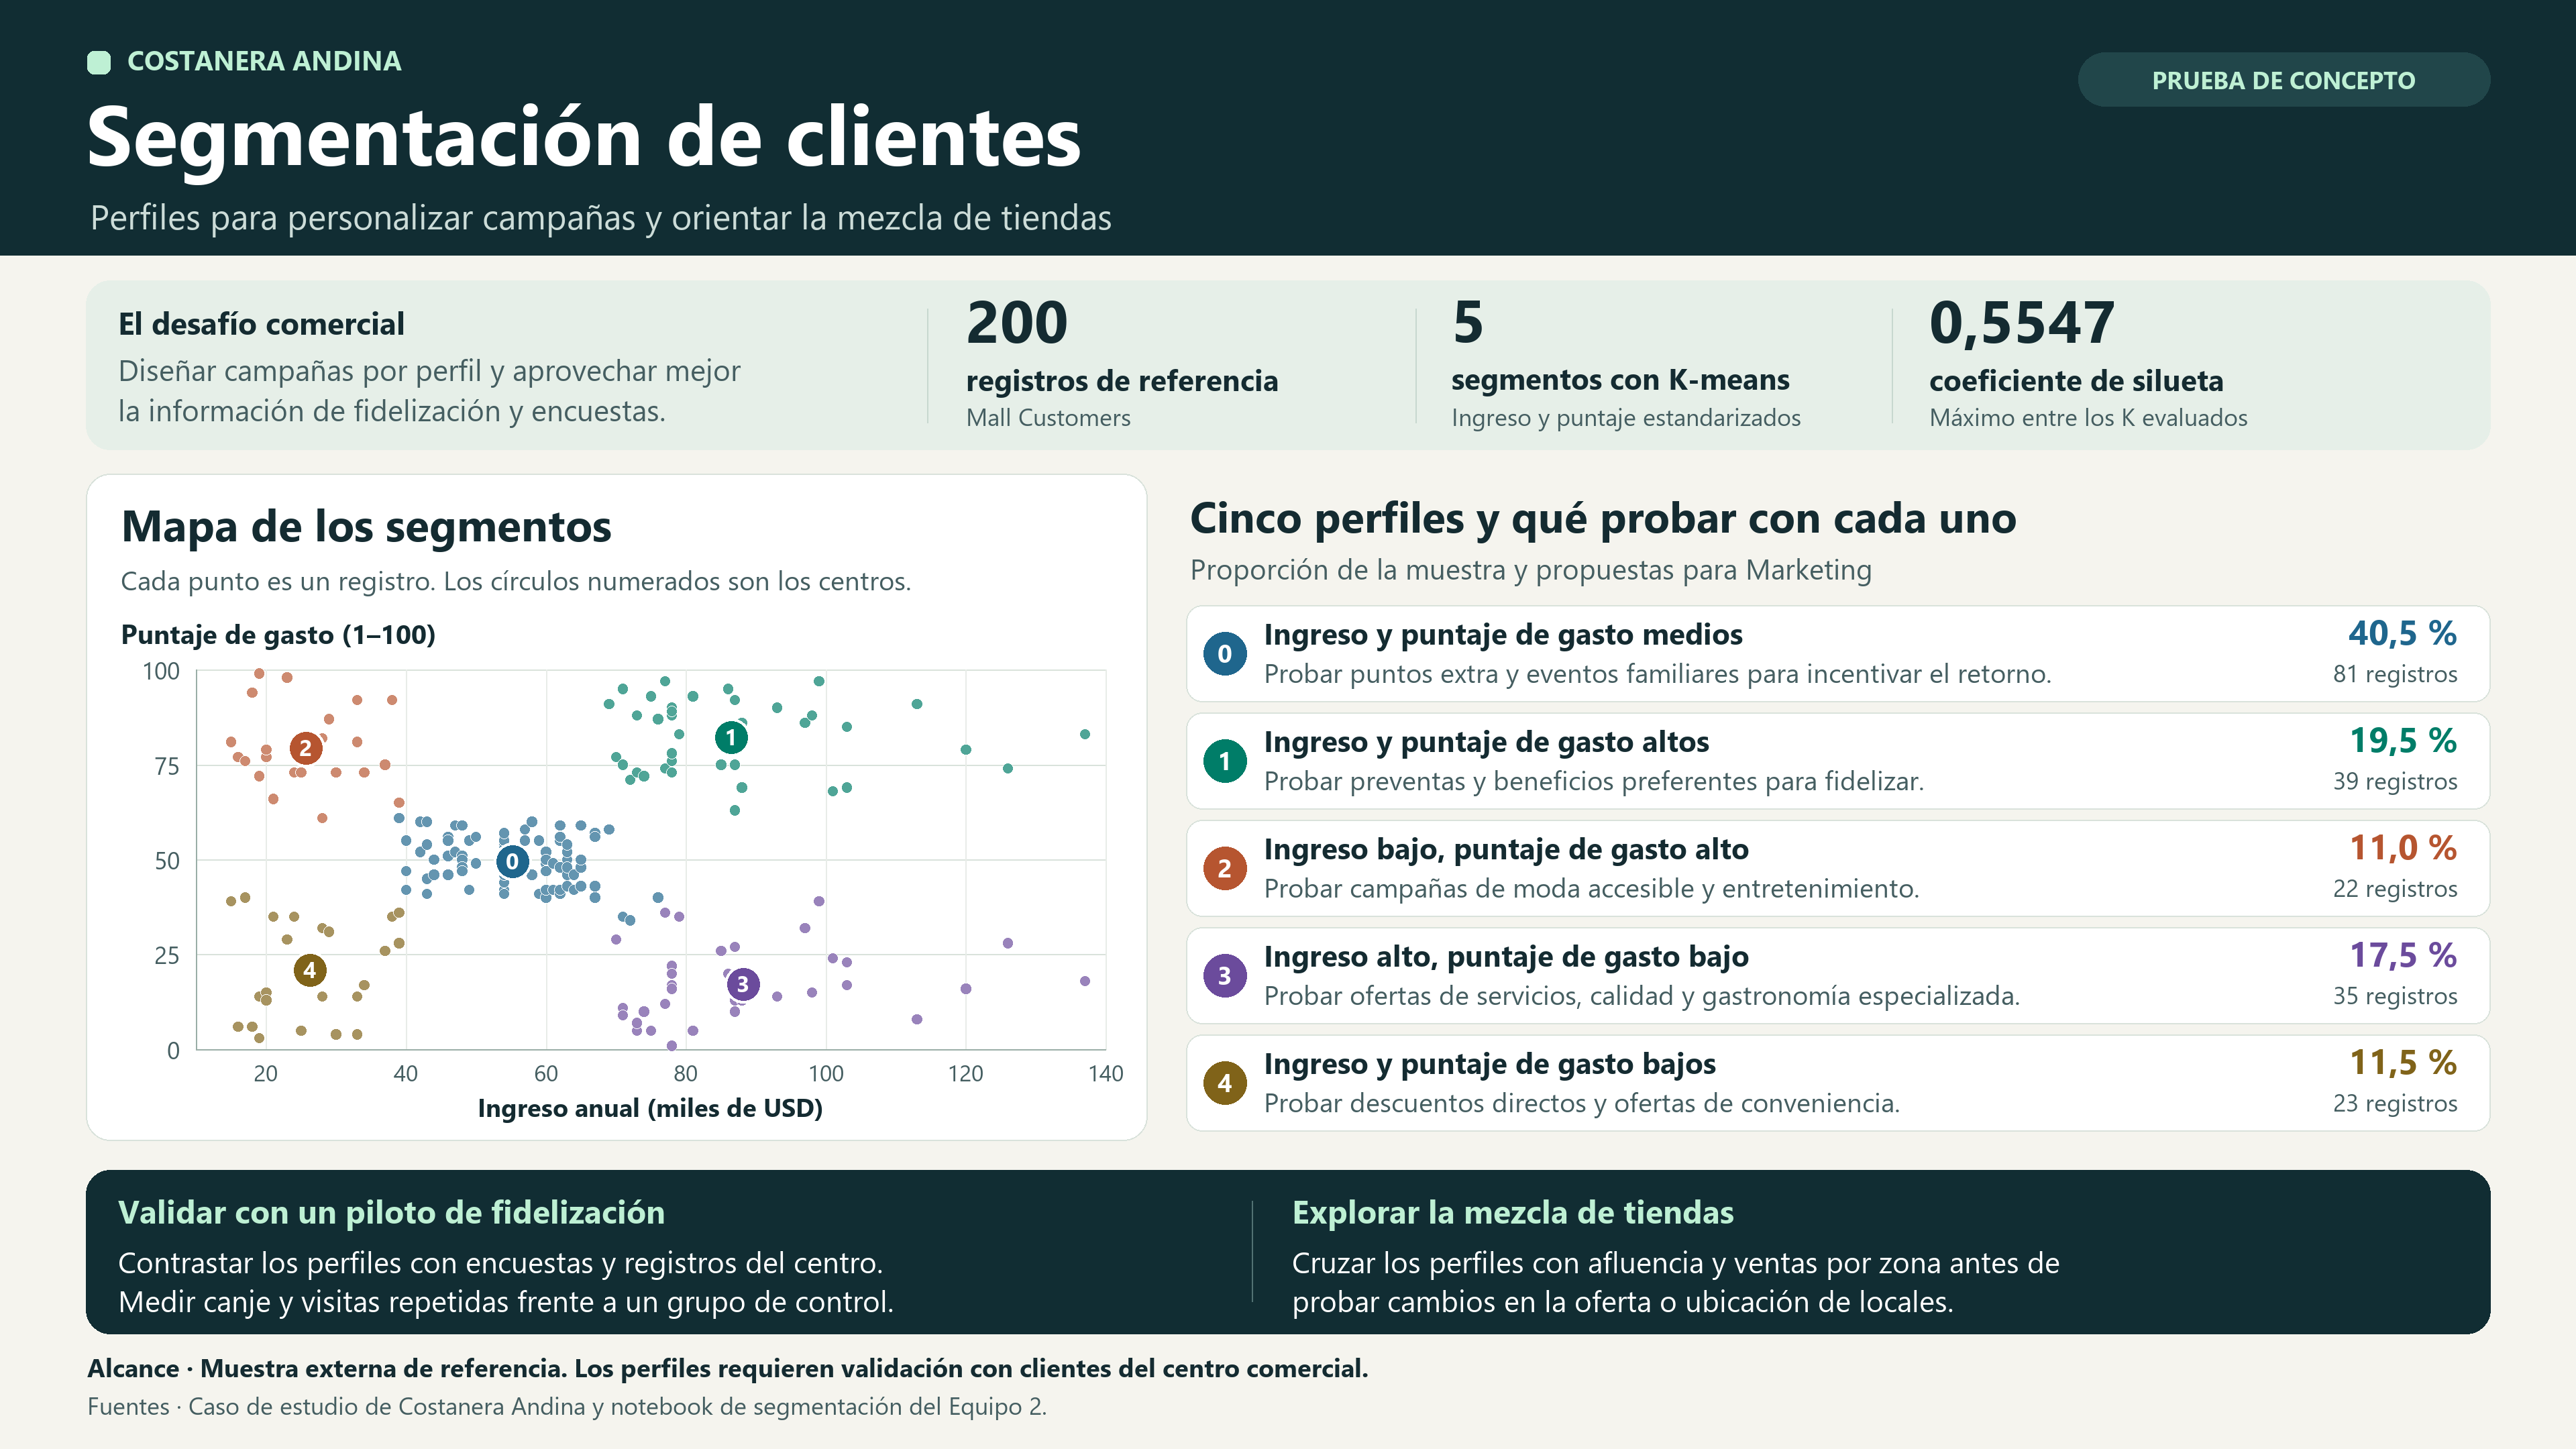 COSTANERA ANDINA
PRUEBA DE CONCEPTO
Segmentación de clientes
Perfiles para personalizar campañas y orientar la mezcla de tiendas
El desafío comercial
Diseñar campañas por perfil y aprovechar mejor
la información de fidelización y encuestas.
200
registros de referencia
Mall Customers
5
segmentos con K-means
Ingreso y puntaje estandarizados
0,5547
coeficiente de silueta
Máximo entre los K evaluados
Mapa de los segmentos
Cada punto es un registro. Los círculos numerados son los centros.
Puntaje de gasto (1–100)
100
75
50
25
0
2
1
0
4
3
20 40 60 80 100 120 140
Ingreso anual (miles de USD)
Cinco perfiles y qué probar con cada uno
Proporción de la muestra y propuestas para Marketing
0
Ingreso y puntaje de gasto medios
Probar puntos extra y eventos familiares para incentivar el retorno.
40,5 %
81 registros
1
Ingreso y puntaje de gasto altos
Probar preventas y beneficios preferentes para fidelizar.
19,5 %
39 registros
2
Ingreso bajo, puntaje de gasto alto
Probar campañas de moda accesible y entretenimiento.
11,0 %
22 registros
3
Ingreso alto, puntaje de gasto bajo
Probar ofertas de servicios, calidad y gastronomía especializada.
17,5 %
35 registros
4
Ingreso y puntaje de gasto bajos
Probar descuentos directos y ofertas de conveniencia.
11,5 %
23 registros
Validar con un piloto de fidelización
Contrastar los perfiles con encuestas y registros del centro.
Medir canje y visitas repetidas frente a un grupo de control.
Explorar la mezcla de tiendas
Cruzar los perfiles con afluencia y ventas por zona antes de
probar cambios en la oferta o ubicación de locales.
Alcance · Muestra externa de referencia. Los perfiles requieren validación con clientes del centro comercial.
Fuentes · Caso de estudio de Costanera Andina y notebook de segmentación del Equipo 2.